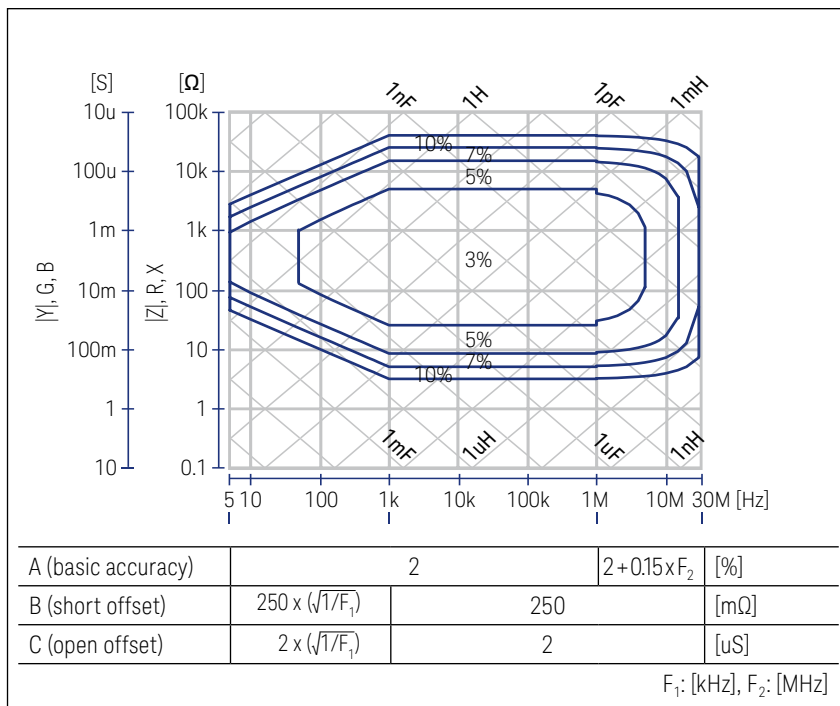 [S] [Ω] 1nF 1H 1pF 1mH
10u 100k
10%
7%
100u 10k
5%
1m 1k
3%
|Y|, G, B |Z|, R, X
10m 100
5%
100m 10
7%
10%
1 1
1mF 1uH 1uF 1nH
10 0.1
5 10 100 1k 10k 100k 1M 10M 30M [Hz]
A (basic accuracy) 2 2+0.15 x F₂ [%]
B (short offset) 250 x (√1/F₁) 250 [mΩ]
C (open offset) 2 x (√1/F₁) 2 [uS]
F₁: [kHz], F₂: [MHz]